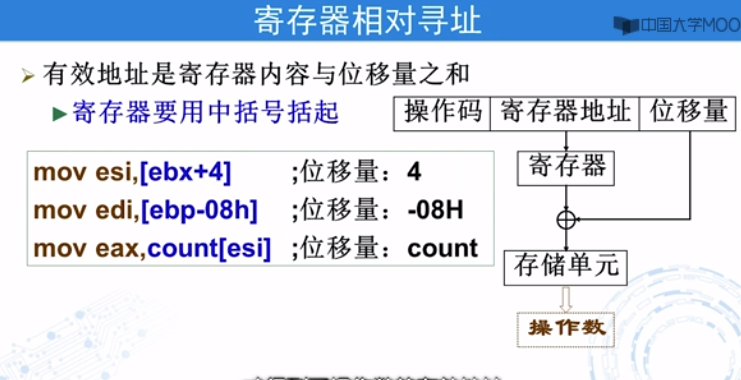 寄存器相对寻址
中国大学MOO
有效地址是寄存器内容与位移量之和
寄存器要用中括号括起
操作码 寄存器地址 位移量
mov esi,[ebx+4] ;位移量：4
mov edi,[ebp-08h] ;位移量：-08H
mov eax,count[esi] ;位移量：count
寄存器
存储单元
操作数